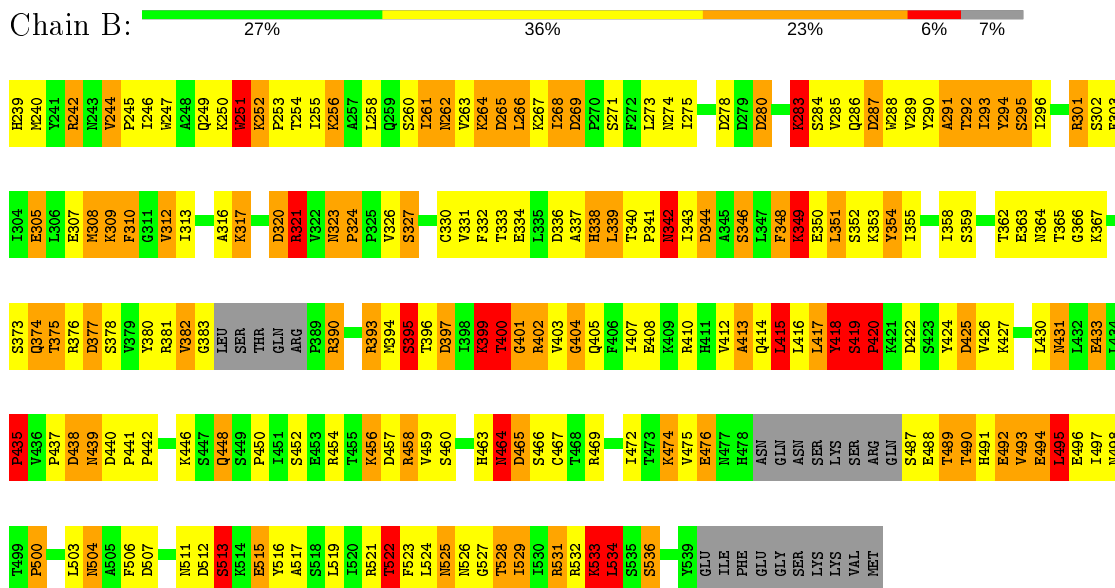 Chain B:
27% 36% 23% 6% 7%
H239 M240 Y241 R242 N243 V244 P245 I246 W247 A248 Q249 K250 W251 K252 P253 T254 I255 K256 A257 L258 Q259 S260 I261 N262 V263 K264 D265 L266 K267 I268 D269 P270 S271 F272 L273 N274 I275 D278 D279 D280 K283 S284 V285 Q286 D287 W288 V289 Y290 A291 T292 I293 Y294 S295 I296 R301 S302
I304 E305 L306 E307 M308 K309 F310 G311 V312 I313 A316 K317 D320 R321 V322 N323 P324 P325 V326 S327 C330 V331 F332 T333 E334 L335 D336 A337 H338 L339 T340 P341 N342 I343 D344 A345 S346 L347 F348 K349 E350 L351 S352 K353 Y354 I355 I358 S359 T362 E363 N364 T365 G366 K367
S373 Q374 T375 R376 D377 S378 V379 Y380 R381 V382 G383 LEU SER THR GLN ARG P389 R390 R393 M394 S395 T396 D397 I398 K399 T400 G401 R402 V403 G404 Q405 F406 I407 E408 K409 R410 H411 V412 A413 Q414 L415 L416 L417 Y418 S419 P420 K421 D422 S423 Y424 D425 V426 K427 L430 N431 L432 E433 L434
P435 V436 P437 D438 N439 D440 P441 P442 K446 S447 Q448 S449 P450 I451 S452 E453 R454 T455 K456 D457 R458 V459 S460 H463 N464 D465 S466 C467 T468 R469 I472 T473 K474 V475 E476 N477 H478 ASN GLN ASN SER LYS SER ARG GLN S487 E488 T489 T490 H491 E492 V493 E494 L495 E496 I497 N498
T499 P500 L503 N504 A505 F506 D507 N511 D512 S513 K514 E515 Y516 A517 S518 L519 I520 R521 T522 F523 L524 N525 N526 G527 T528 I529 I530 R531 R532 K533 L534 S535 S536 Y539 GLU ILE PHE GLU GLY SER LYS LYS VAL MET